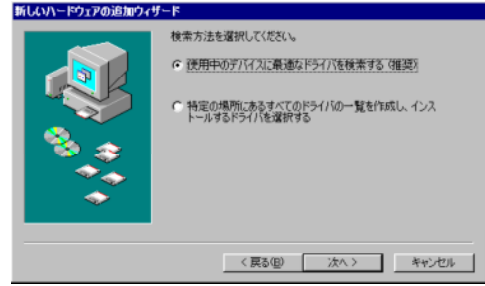 新しいハードウェアの追加ウィザード
検索方法を選択してください。
使用中のデバイスに最適なドライバを検索する (推奨)
特定の場所にあるすべてのドライバの一覧を作成し、インス
トールするドライバを選択する
< 戻る(B)
次へ >
キャンセル